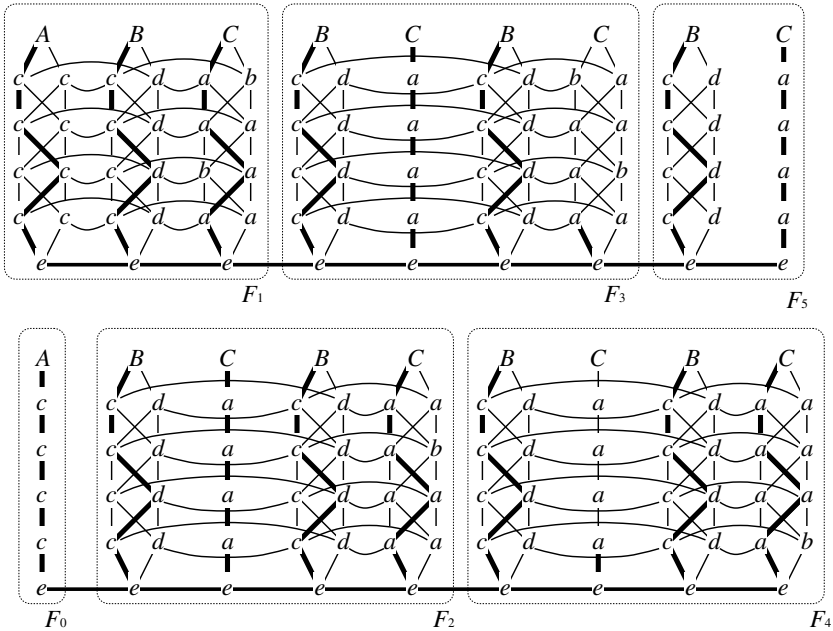 A B C B C B C B C
c c c d a b c d a c d b a c d a
c c c d a a c d a c d a a c d a
c c c d b a c d a c d a b c d a
c c c d a a c d a c d a a c d a
e e e e e e e e e
F1 F3 F5
A B C B C B C B C
c c d a c d a a c d a c d a a
c c d a c d a b c d a c d a a
c c d a c d a a c d a c d a a
c c d a c d a a c d a c d a b
e e e e e e e e e
F0 F2 F4